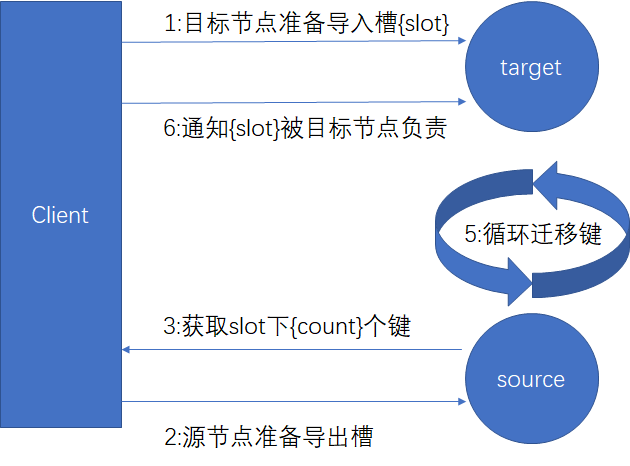 1:目标节点准备导入槽{slot}
target
6:通知{slot}被目标节点负责
Client
5:循环迁移键
3:获取slot下{count}个键
source
2:源节点准备导出槽